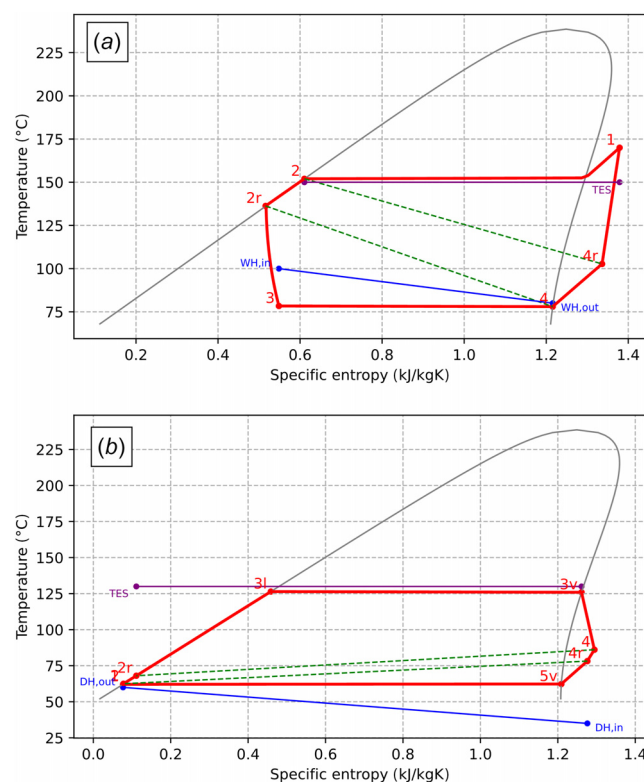 (a)
225
200
175
150
125
100
75
Temperature (°C)
1
2
TES
2r
4r
WH,in
3
4
WH,out
0.2 0.4 0.6 0.8 1.0 1.2 1.4
Specific entropy (kJ/kgK)
(b)
225
200
175
150
125
100
75
50
25
Temperature (°C)
3l
3v
TES
4
2r
4r
DH,out
5v
DH,in
0.0 0.2 0.4 0.6 0.8 1.0 1.2 1.4
Specific entropy (kJ/kgK)